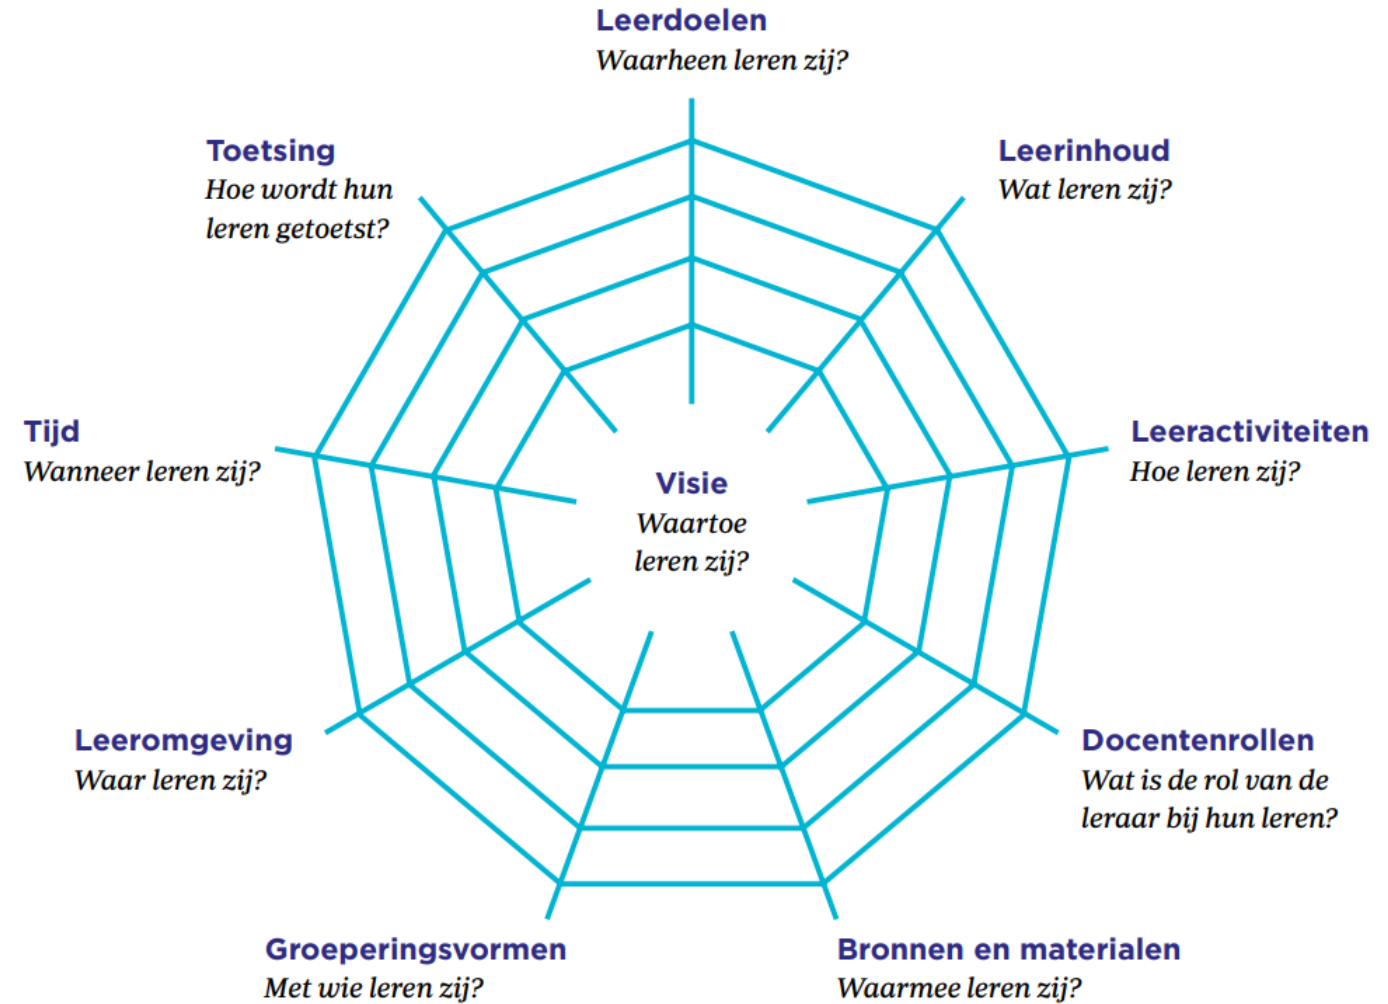 Leerdoelen
Waarheen leren zij?
Toetsing
Hoe wordt hun
leren getoetst?
Leerinhoud
Wat leren zij?
Tijd
Wanneer leren zij?
Leeractiviteiten
Hoe leren zij?
Visie
Waartoe
leren zij?
Leeromgeving
Waar leren zij?
Docentenrollen
Wat is de rol van de
leraar bij hun leren?
Groeperingsvormen
Met wie leren zij?
Bronnen en materialen
Waarmee leren zij?